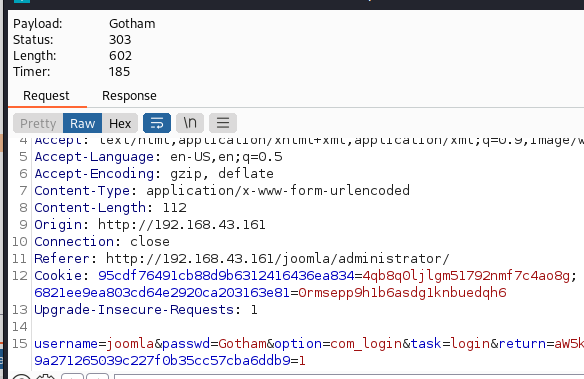 Payload: Gotham
Status: 303
Length: 602
Timer: 185
Request Response
Pretty Raw Hex \n
4 Accept: text/html,application/xhtml+xml,application/xml;q=0.9,image/w
5 Accept-Language: en-US,en;q=0.5
6 Accept-Encoding: gzip, deflate
7 Content-Type: application/x-www-form-urlencoded
8 Content-Length: 112
9 Origin: http://192.168.43.161
10 Connection: close
11 Referer: http://192.168.43.161/joomla/administrator/
12 Cookie: 95cdf76491cb88d9b6312416436ea834=4qb8q0ljlgm51792nmf7c4ao8g;
6821ee9ea803cd64e2920ca203163e81=0rmsepp9h1b6asdg1knbuedqh6
13 Upgrade-Insecure-Requests: 1
14
15 username=joomla&passwd=Gotham&option=com_login&task=login&return=aW5k
9a271265039c227f0b35cc57cba6ddb9=1